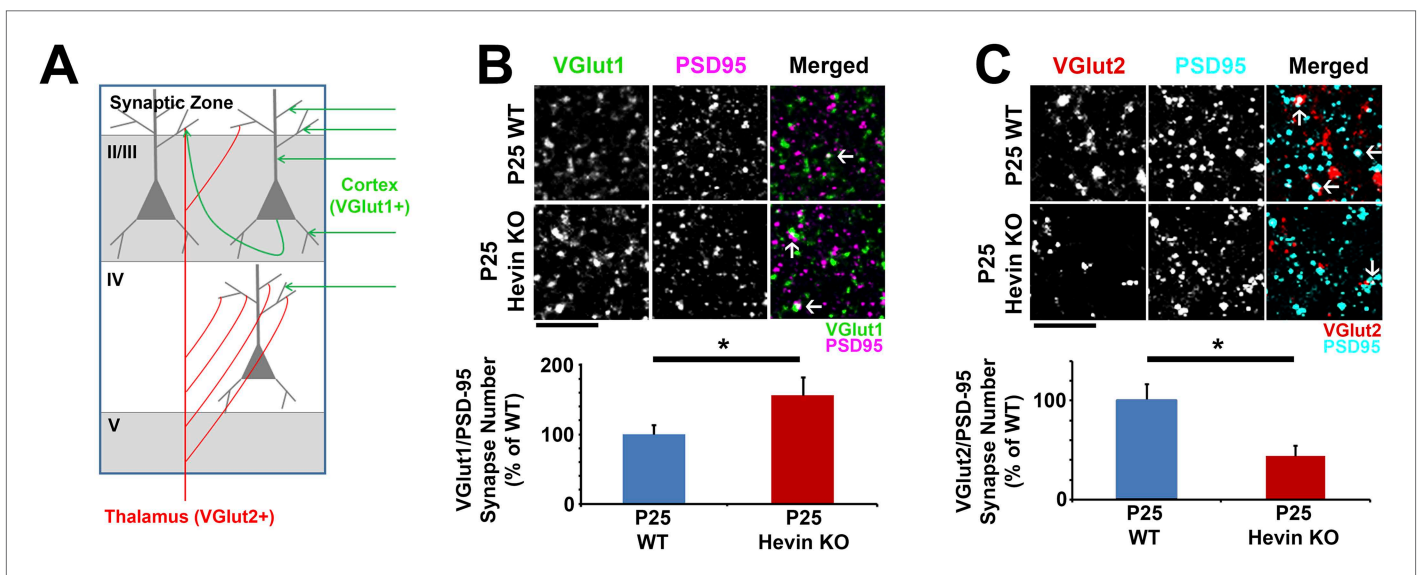 A
Synaptic Zone
II/III
Cortex
(VGlut1+)
IV
V
Thalamus (VGlut2+)
B
VGlut1 PSD95 Merged
P25 WT
P25
Hevin KO
VGlut1
PSD95
*
VGlut1/PSD-95
Synapse Number
(% of WT)
200
100
0
P25
WT
P25
Hevin KO
C
VGlut2 PSD95 Merged
P25 WT
P25
Hevin KO
VGlut2
PSD95
*
VGlut2/PSD-95
Synapse Number
(% of WT)
100
0
P25
WT
P25
Hevin KO